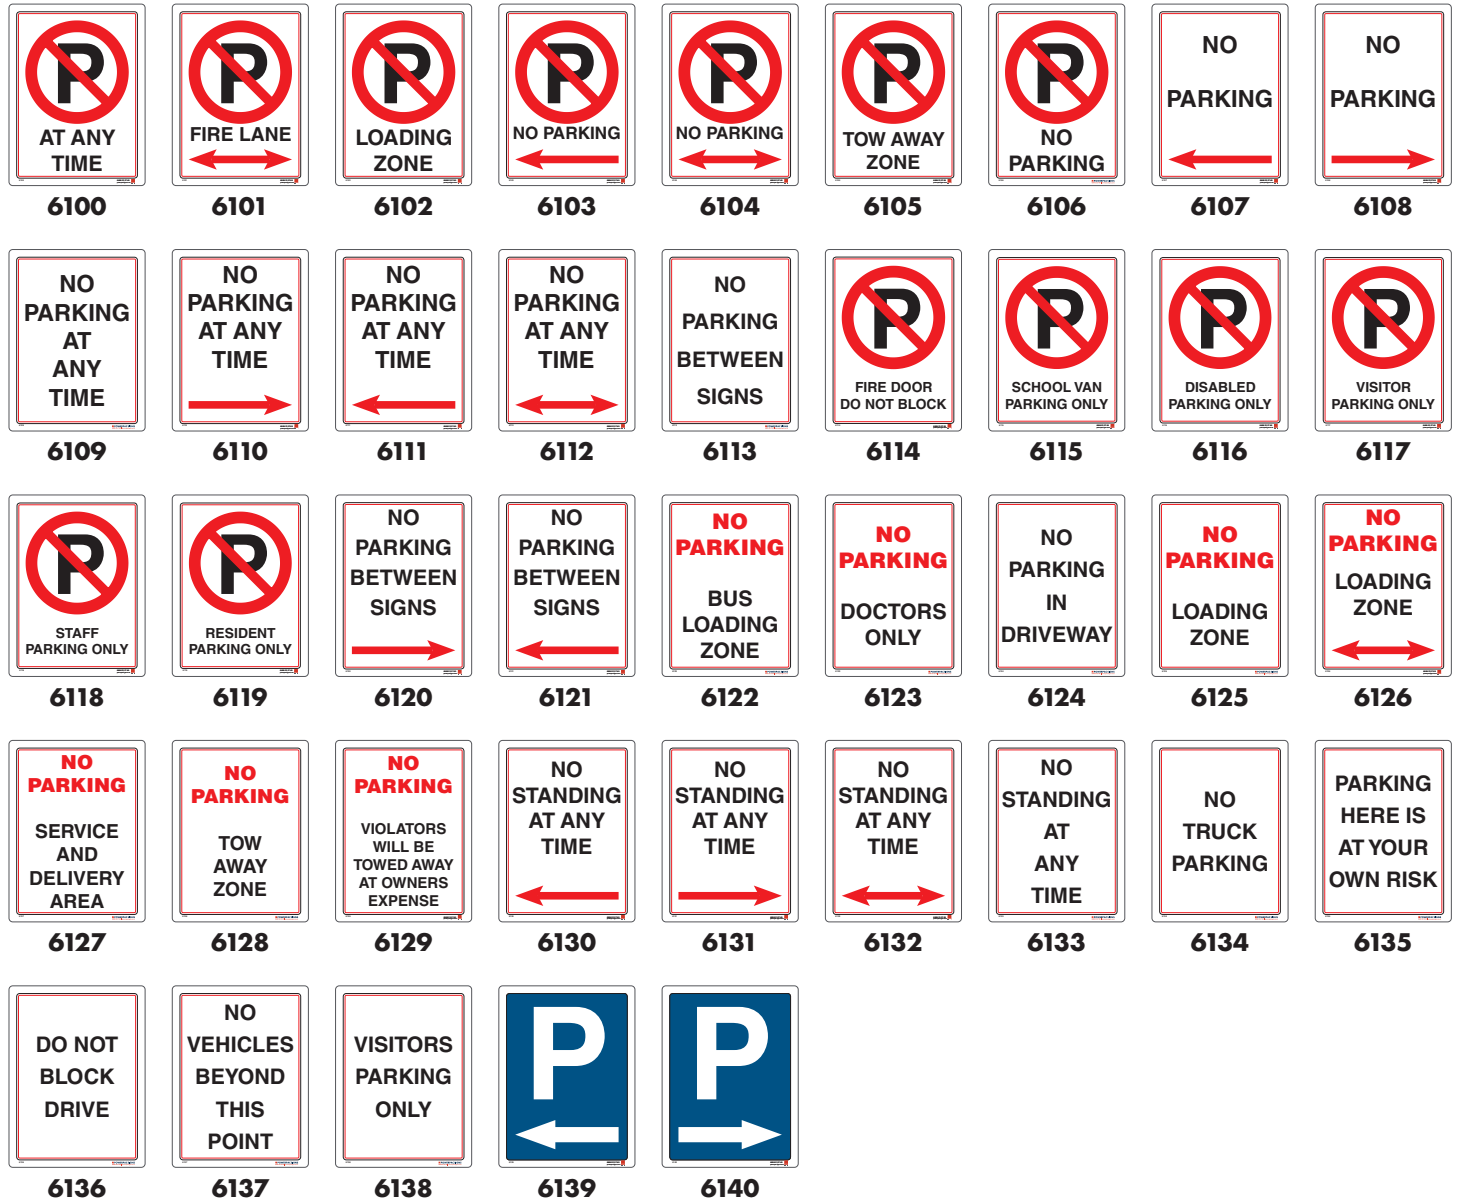 P
AT ANY
TIME
6100
P
FIRE LANE
6101
P
LOADING
ZONE
6102
P
NO PARKING
6103
P
NO PARKING
6104
P
TOW AWAY
ZONE
6105
P
NO
PARKING
6106
NO
PARKING
6107
NO
PARKING
6108
NO
PARKING
AT
ANY
TIME
6109
NO
PARKING
AT ANY
TIME
6110
NO
PARKING
AT ANY
TIME
6111
NO
PARKING
AT ANY
TIME
6112
NO
PARKING
BETWEEN
SIGNS
6113
P
FIRE DOOR
DO NOT BLOCK
6114
P
SCHOOL VAN
PARKING ONLY
6115
P
DISABLED
PARKING ONLY
6116
P
VISITOR
PARKING ONLY
6117
P
STAFF
PARKING ONLY
6118
P
RESIDENT
PARKING ONLY
6119
NO
PARKING
BETWEEN
SIGNS
6120
NO
PARKING
BETWEEN
SIGNS
6121
NO
PARKING
BUS
LOADING
ZONE
6122
NO
PARKING
DOCTORS
ONLY
6123
NO
PARKING
IN
DRIVEWAY
6124
NO
PARKING
LOADING
ZONE
6125
NO
PARKING
LOADING
ZONE
6126
NO
PARKING
SERVICE
AND
DELIVERY
AREA
6127
NO
PARKING
TOW
AWAY
ZONE
6128
NO
PARKING
VIOLATORS
WILL BE
TOWED AWAY
AT OWNERS
EXPENSE
6129
NO
STANDING
AT ANY
TIME
6130
NO
STANDING
AT ANY
TIME
6131
NO
STANDING
AT ANY
TIME
6132
NO
STANDING
AT
ANY
TIME
6133
NO
TRUCK
PARKING
6134
PARKING
HERE IS
AT YOUR
OWN RISK
6135
DO NOT
BLOCK
DRIVE
6136
NO
VEHICLES
BEYOND
THIS
POINT
6137
VISITORS
PARKING
ONLY
6138
P
6139
P
6140